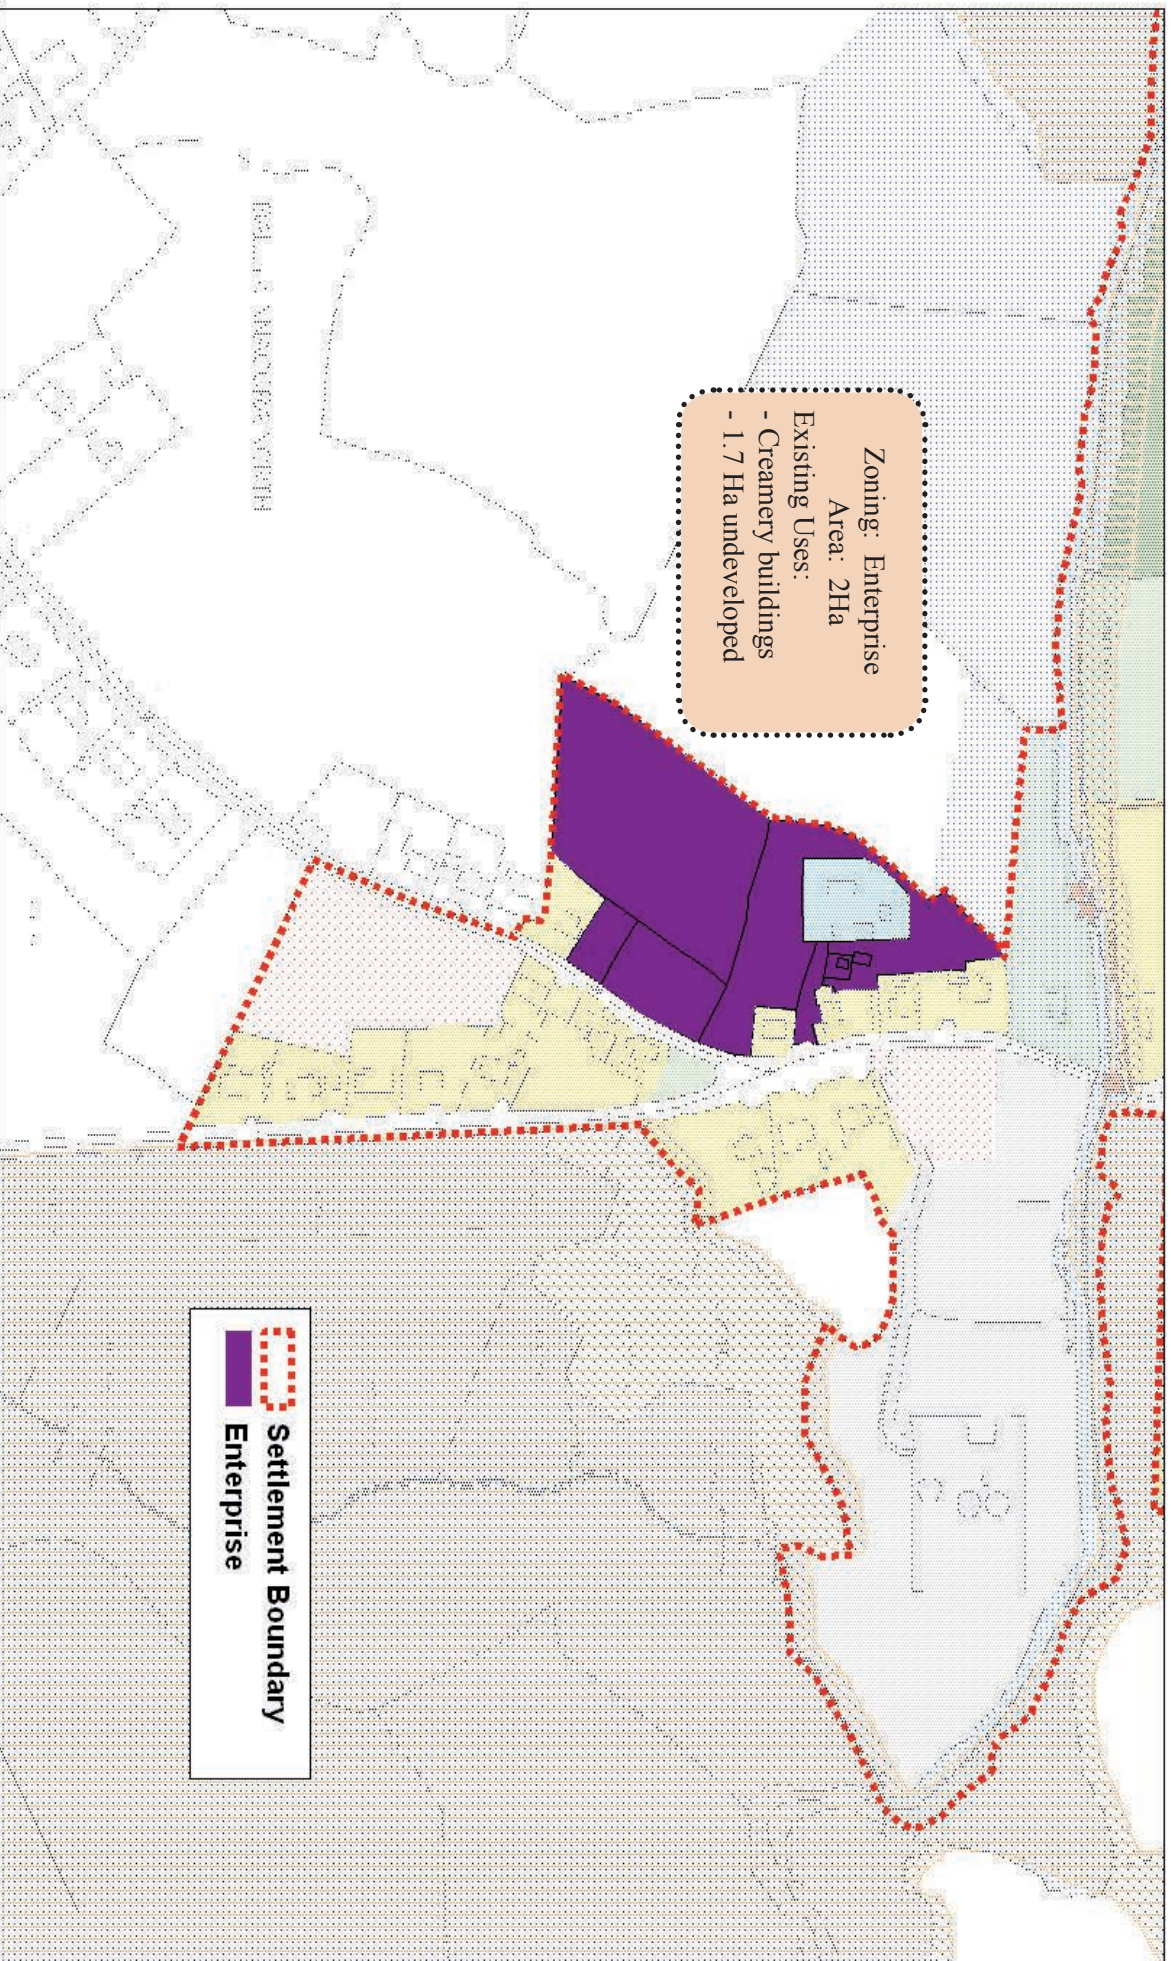 Zoning: Enterprise
Area: 2Ha
Existing Uses:
- Creamery buildings
- 1.7 Ha undeveloped
Settlement Boundary
Enterprise